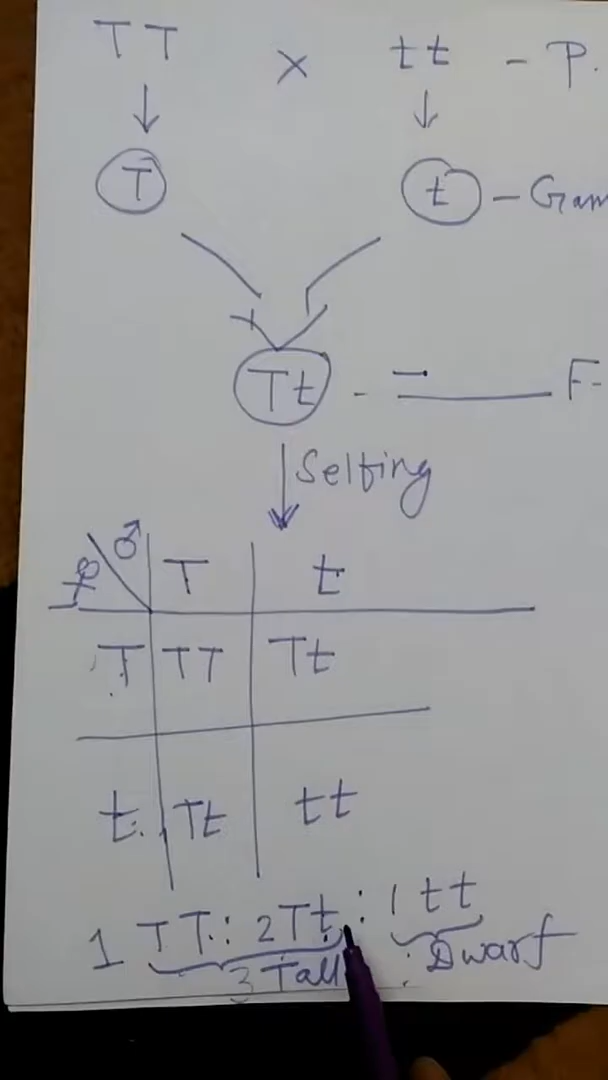 TT × tt - P.
T t - Gam
Tt - F-
Selfing
♀ ♂ T t
T TT Tt
t Tt tt
1 TT : 2Tt : 1 tt
3 Tall : Dwarf